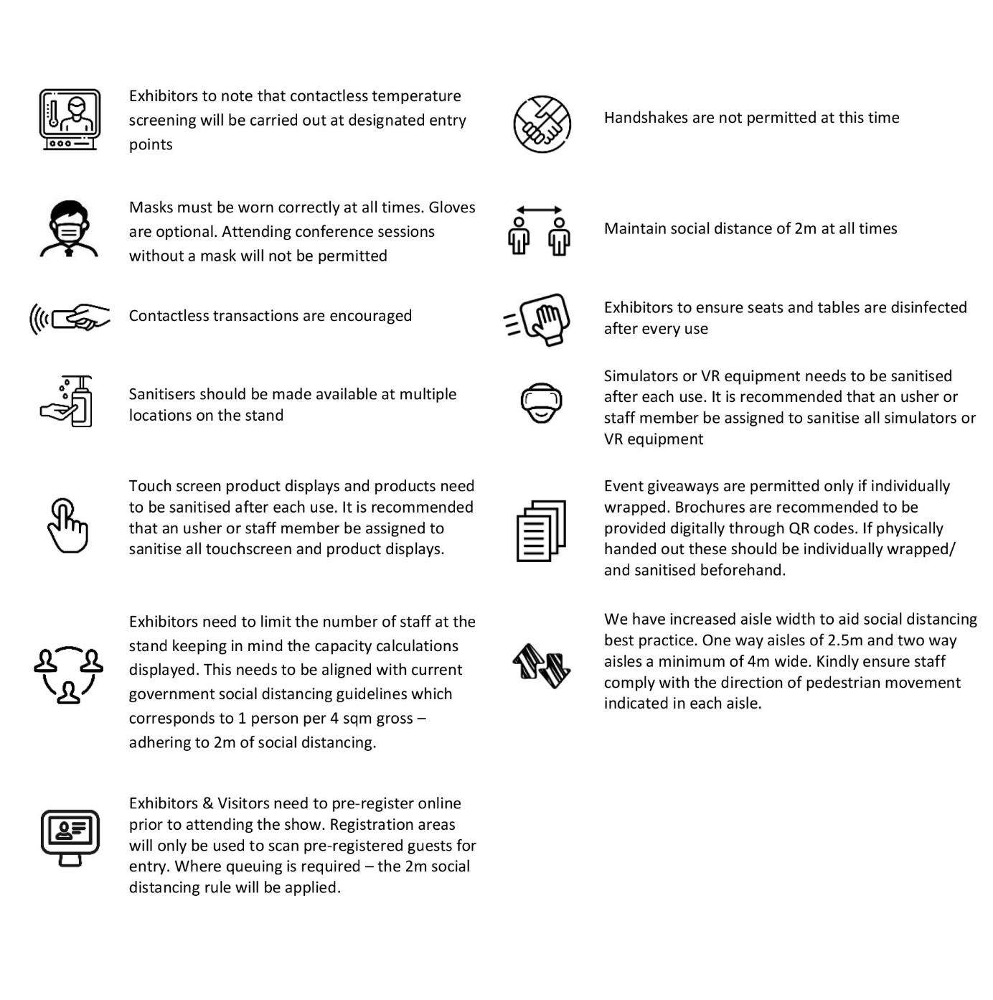 Exhibitors to note that contactless temperature
screening will be carried out at designated entry
points
Handshakes are not permitted at this time
Masks must be worn correctly at all times. Gloves
are optional. Attending conference sessions
without a mask will not be permitted
Maintain social distance of 2m at all times
Contactless transactions are encouraged
Exhibitors to ensure seats and tables are disinfected
after every use
Sanitisers should be made available at multiple
locations on the stand
Simulators or VR equipment needs to be sanitised
after each use. It is recommended that an usher or
staff member be assigned to sanitise all simulators or
VR equipment
Touch screen product displays and products need
to be sanitised after each use. It is recommended
that an usher or staff member be assigned to
sanitise all touchscreen and product displays.
Event giveaways are permitted only if individually
wrapped. Brochures are recommended to be
provided digitally through QR codes. If physically
handed out these should be individually wrapped/
and sanitised beforehand.
Exhibitors need to limit the number of staff at the
stand keeping in mind the capacity calculations
displayed. This needs to be aligned with current
government social distancing guidelines which
corresponds to 1 person per 4 sqm gross –
adhering to 2m of social distancing.
We have increased aisle width to aid social distancing
best practice. One way aisles of 2.5m and two way
aisles a minimum of 4m wide. Kindly ensure staff
comply with the direction of pedestrian movement
indicated in each aisle.
Exhibitors & Visitors need to pre-register online
prior to attending the show. Registration areas
will only be used to scan pre-registered guests for
entry. Where queuing is required – the 2m social
distancing rule will be applied.